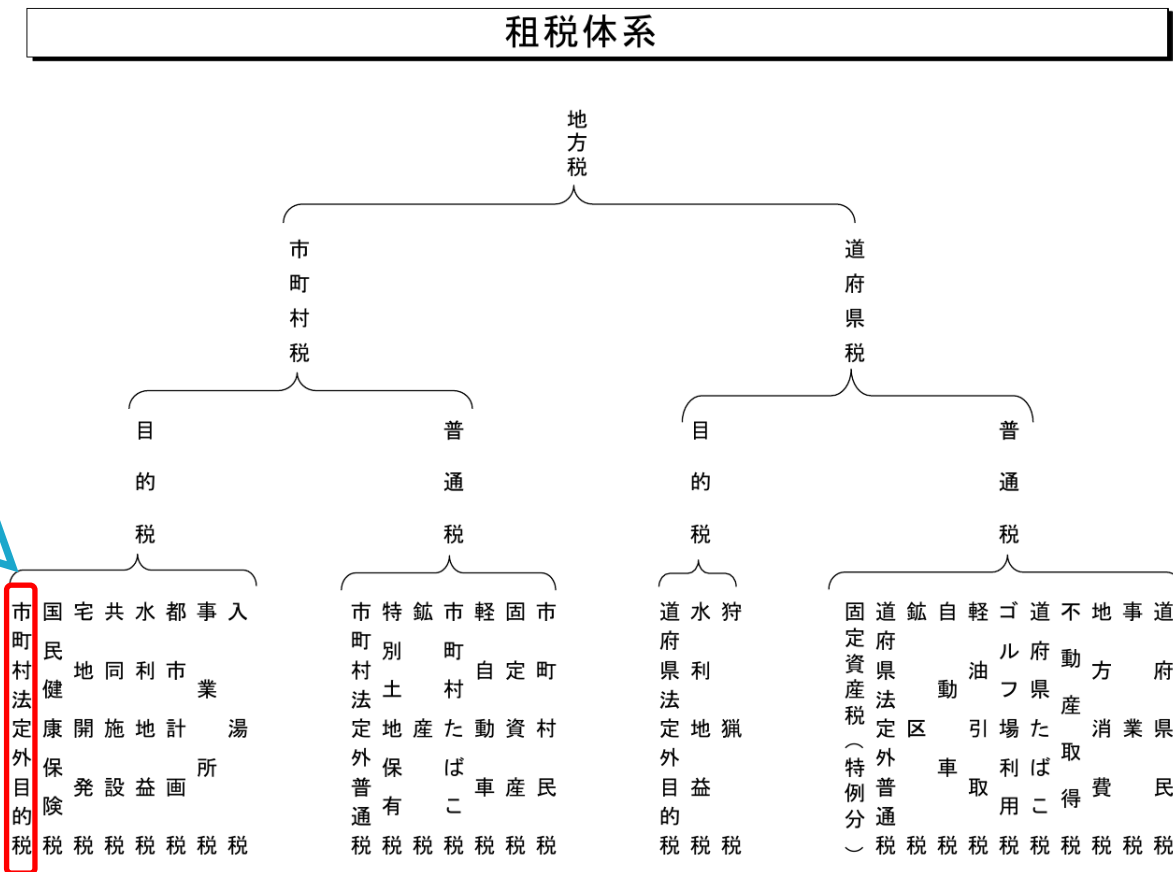 租税体系
地方税
道府県税
市町村税
普通税
目的税
普通税
目的税
道府県民税
事業税
地方消費税
不動産取得税
道府県たばこ税
ゴルフ場利用税
軽油引取税
自動車税
鉱区税
道府県法定外普通税
固定資産税（特例分）
狩猟税
水利地益税
道府県法定外目的税
市町村民税
固定資産税
軽自動車税
市町村たばこ税
鉱産税
特別土地保有税
市町村法定外普通税
入湯税
事業所税
都市計画税
水利地益税
共同施設税
宅地開発税
国民健康保険税
市町村法定外目的税